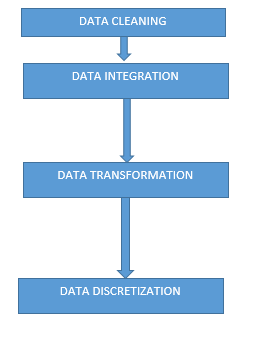 DATA CLEANING
DATA INTEGRATION
DATA TRANSFORMATION
DATA DISCRETIZATION